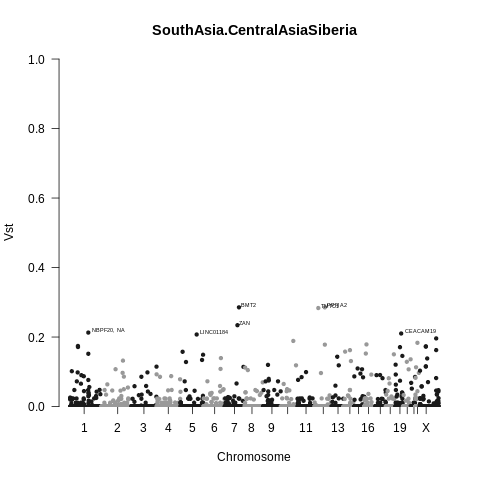 SouthAsia.CentralAsiaSiberia
1.0
0.8
0.6
0.4
0.2
0.0
Vst
BMT2
ZAN
NBPF20, NA
LINC01184
CEACAM19
1 2 3 4 5 6 7 8 9 11 13 16 19 X
Chromosome